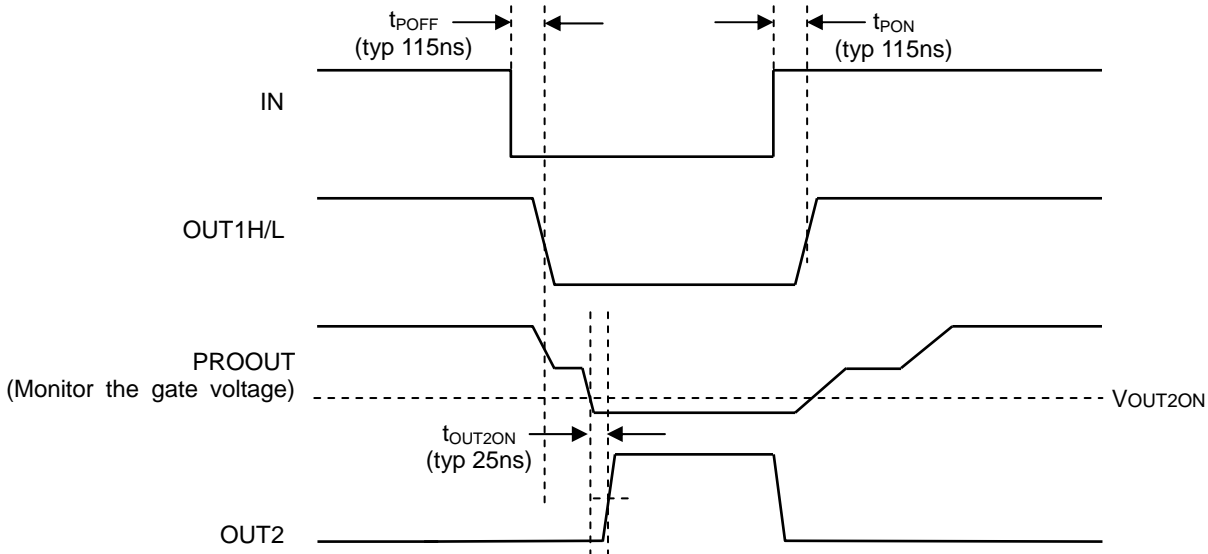 tPOFF
(typ 115ns)
tPON
(typ 115ns)
IN
OUT1H/L
PROOUT
(Monitor the gate voltage)
VOUT2ON
tOUT2ON
(typ 25ns)
OUT2